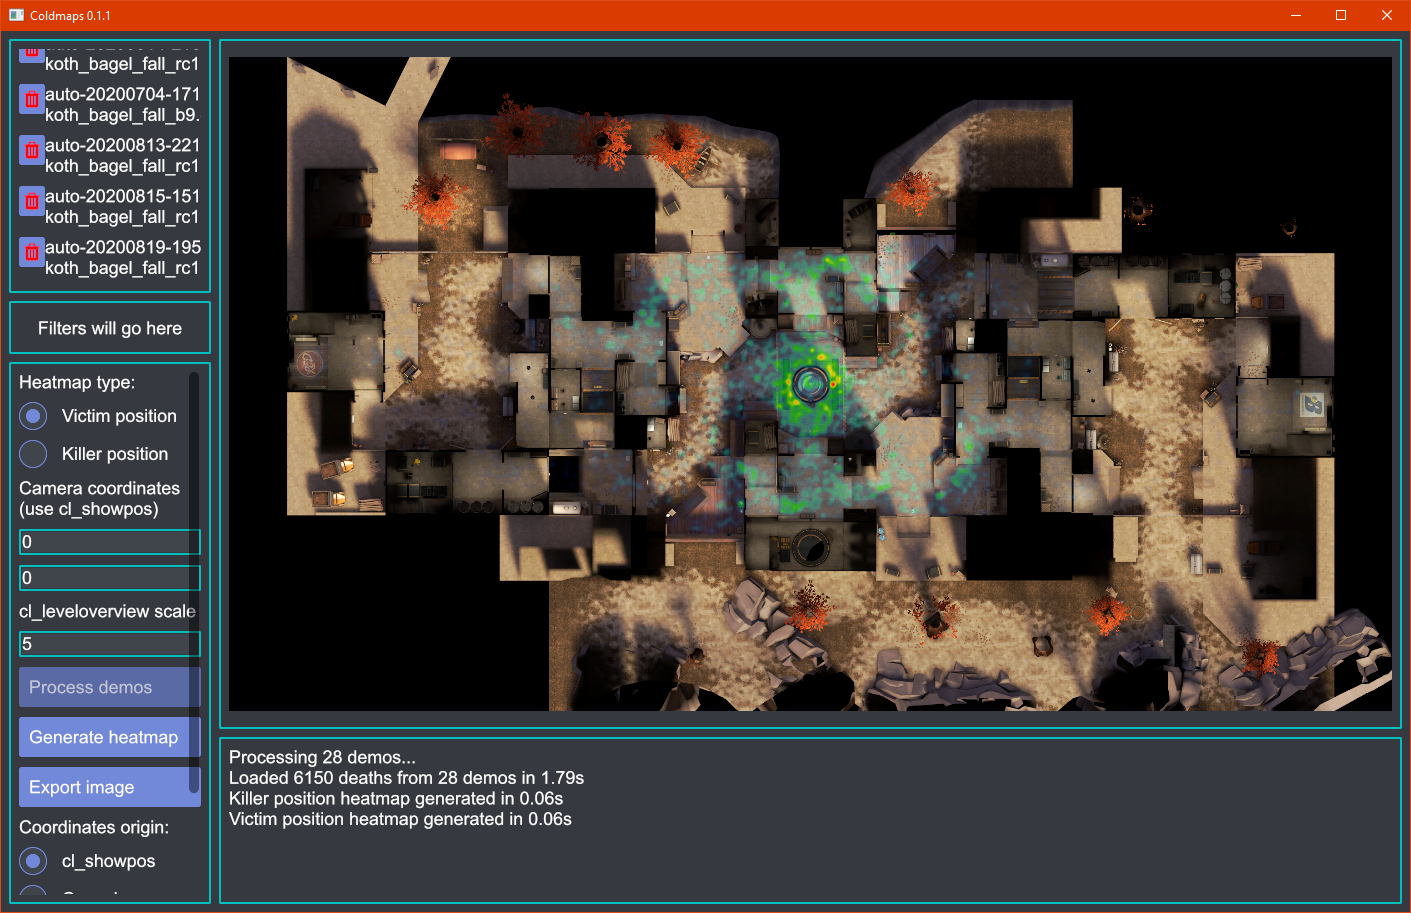 Coldmaps 0.1.1
koth_bagel_fall_rc1
auto-20200704-171
koth_bagel_fall_b9.
auto-20200813-221
koth_bagel_fall_rc1
auto-20200815-151
koth_bagel_fall_rc1
auto-20200819-195
koth_bagel_fall_rc1
Filters will go here
Heatmap type:
Victim position
Killer position
Camera coordinates
(use cl_showpos)
0
0
cl_leveloverview scale
5
Process demos
Generate heatmap
Export image
Coordinates origin:
cl_showpos
Processing 28 demos...
Loaded 6150 deaths from 28 demos in 1.79s
Killer position heatmap generated in 0.06s
Victim position heatmap generated in 0.06s